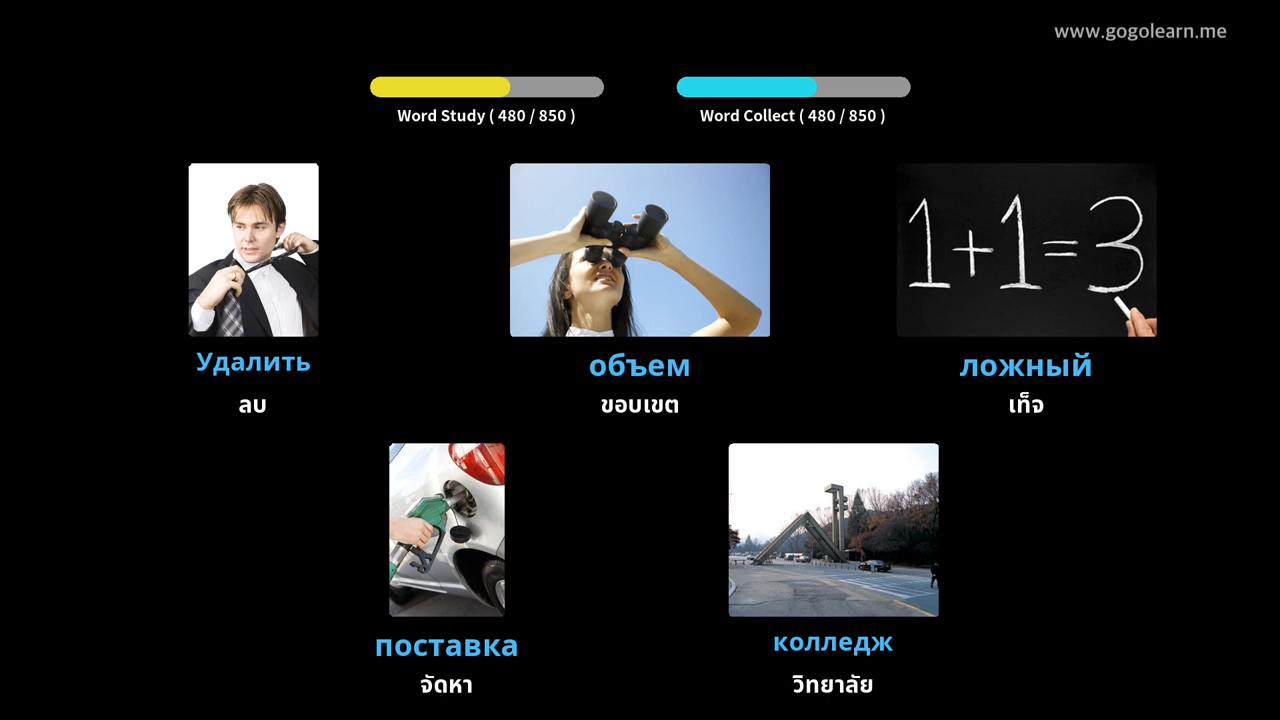 www.gogolearn.me
Word Study ( 480 / 850 )
Word Collect ( 480 / 850 )
1+1=3
Удалить
объем
ложный
ลบ
ขอบเขต
เท็จ
поставка
колледж
จัดหา
วิทยาลัย